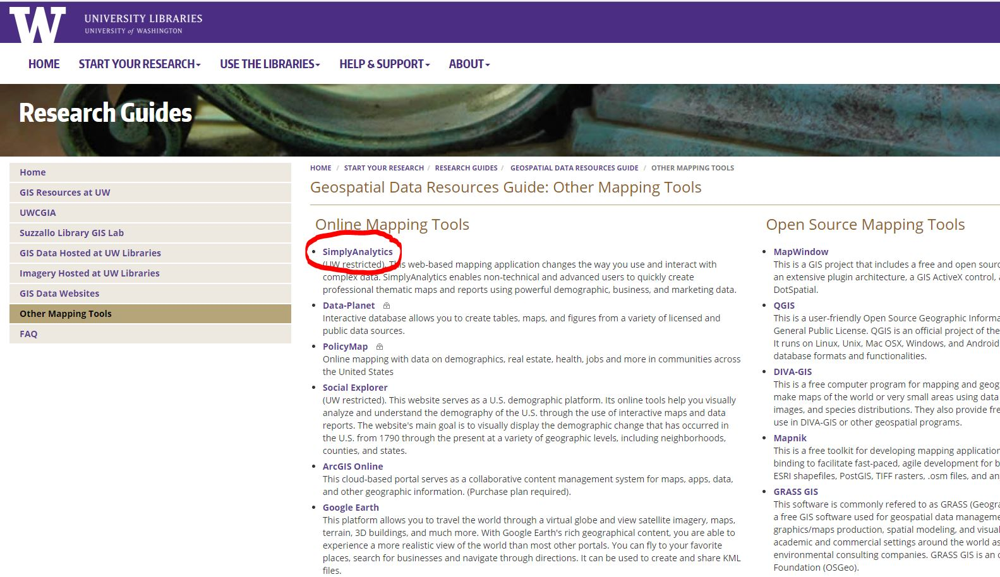 W
UNIVERSITY LIBRARIES
UNIVERSITY of WASHINGTON
HOME START YOUR RESEARCH USE THE LIBRARIES HELP & SUPPORT ABOUT
Research Guides
Home
GIS Resources at UW
UWCGIA
Suzzallo Library GIS Lab
GIS Data Hosted at UW Libraries
Imagery Hosted at UW Libraries
GIS Data Websites
Other Mapping Tools
FAQ
HOME / START YOUR RESEARCH / RESEARCH GUIDES / GEOSPATIAL DATA RESOURCES GUIDE / OTHER MAPPING TOOLS
Geospatial Data Resources Guide: Other Mapping Tools
Online Mapping Tools
SimplyAnalytics
(UW restricted). This web-based mapping application changes the way you use and interact with
complex data. SimplyAnalytics enables non-technical and advanced users to quickly create
professional thematic maps and reports using powerful demographic, business, and marketing data.
Data-Planet
Interactive database allows you to create tables, maps, and figures from a variety of licensed and
public data sources.
PolicyMap
Online mapping with data on demographics, real estate, health, jobs and more in communities across
the United States
Social Explorer
(UW restricted). This website serves as a U.S. demographic platform. Its online tools help you visually
analyze and understand the demography of the U.S. through the use of interactive maps and data
reports. The website's main goal is to visually display the demographic change that has occurred in
the U.S. from 1790 through the present at a variety of geographic levels, including neighborhoods,
counties, and states.
ArcGIS Online
This cloud-based portal serves as a collaborative content management system for maps, apps, data,
and other geographic information. (Purchase plan required).
Google Earth
This platform allows you to travel the world through a virtual globe and view satellite imagery, maps,
terrain, 3D buildings, and much more. With Google Earth's rich geographical content, you are able to
experience a more realistic view of the world than most other portals. You can fly to your favorite
places, search for businesses and navigate through directions. It can be used to create and share KML
files.
Open Source Mapping Tools
MapWindow
This is a GIS project that includes a free and open
an extensive plugin architecture, a GIS ActiveX control,
DotSpatial.
QGIS
This is a user-friendly Open Source Geographic
General Public License. QGIS is an official project of the
It runs on Linux, Unix, Mac OSX, Windows, and Android
database formats and functionalities.
DIVA-GIS
This is a free computer program for mapping and
make maps of the world or very small areas using data
images, and species distributions. They also provide
use in DIVA-GIS or other geospatial programs.
Mapnik
This is a free toolkit for developing mapping
binding to facilitate fast-paced, agile development for
ESRI shapefiles, PostGIS, TIFF rasters, .osm files, and
GRASS GIS
This software is commonly refered to as GRASS
a free GIS software used for geospatial data
graphics/maps production, spatial modeling, and
academic and commercial settings around the world
environmental consulting companies. GRASS GIS is an
Foundation (OSGeo).